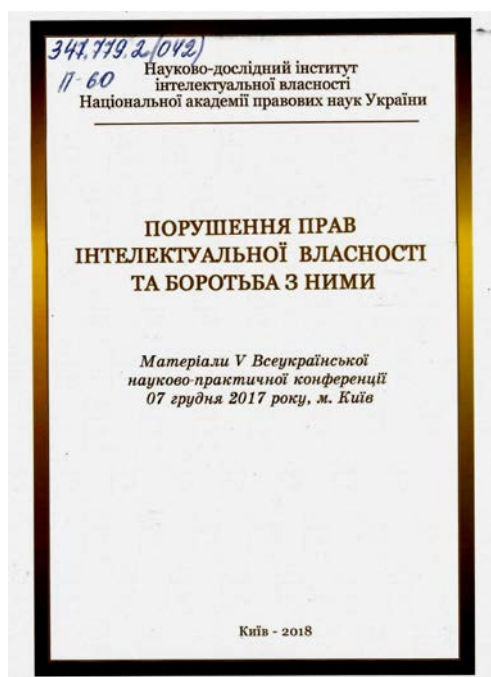 347.779.2(042)
П-60
Науково-дослідний інститут
інтелектуальної власності
Національної академії правових наук України
ПОРУШЕННЯ ПРАВ
ІНТЕЛЕКТУАЛЬНОЇ ВЛАСНОСТІ
ТА БОРОТЬБА З НИМИ
Матеріали V Всеукраїнської
науково-практичної конференції
07 грудня 2017 року, м. Київ
Київ - 2018